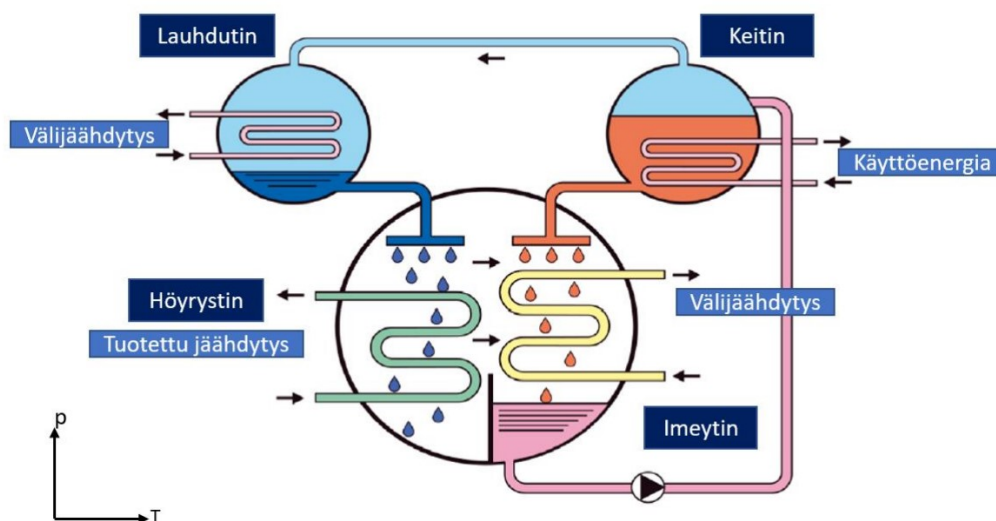 Lauhdutin
Keitin
Välijäähdytys
Käyttöenergia
Höyrystin
Välijäähdytys
Tuotettu jäähdytys
Imeytin
p
T